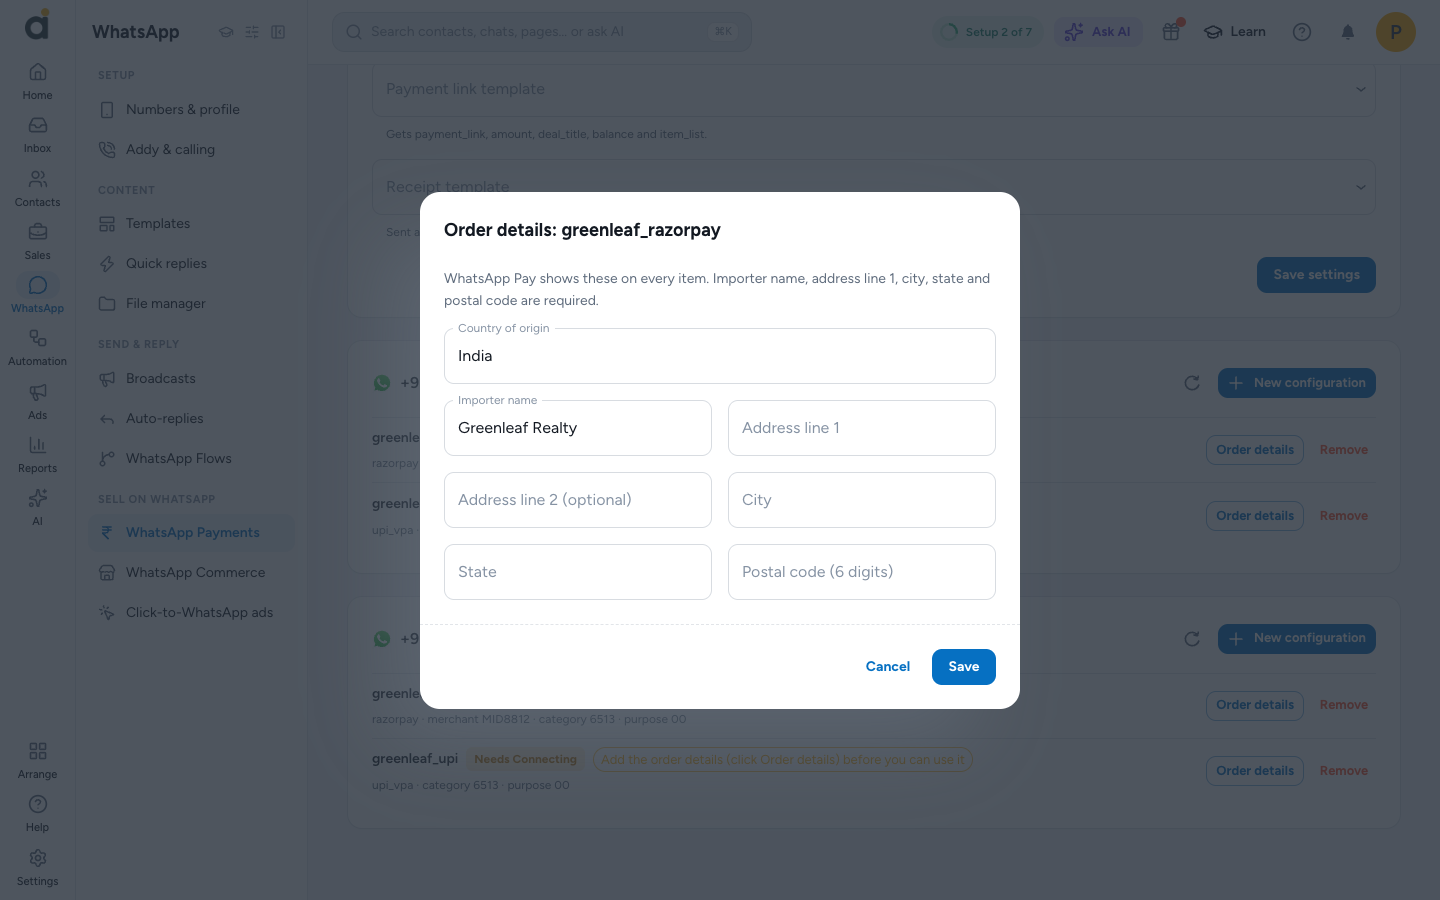 WhatsApp
Search contacts, chats, pages... or ask AI
⌘K
Setup 2 of 7
Ask AI
Learn
P
Home
Inbox
Contacts
Sales
WhatsApp
Automation
Ads
Reports
AI
Arrange
Help
Settings
SETUP
Numbers & profile
Addy & calling
CONTENT
Templates
Quick replies
File manager
SEND & REPLY
Broadcasts
Auto-replies
WhatsApp Flows
SELL ON WHATSAPP
WhatsApp Payments
WhatsApp Commerce
Click-to-WhatsApp ads
Payment link template
Gets payment_link, amount, deal_title, balance and item_list.
Receipt template
Sent a
Save settings
Order details: greenleaf_razorpay
WhatsApp Pay shows these on every item. Importer name, address line 1, city, state and
postal code are required.
Country of origin
India
Importer name
Greenleaf Realty
Address line 1
Address line 2 (optional)
City
State
Postal code (6 digits)
Cancel
Save
+9
New configuration
greenle
razorpay
Order details
Remove
greenle
upi_vpa
Order details
Remove
+9
New configuration
greenle
razorpay · merchant MID8812 · category 6513 · purpose 00
Order details
Remove
greenleaf_upi
Needs Connecting
Add the order details (click Order details) before you can use it
upi_vpa · category 6513 · purpose 00
Order details
Remove